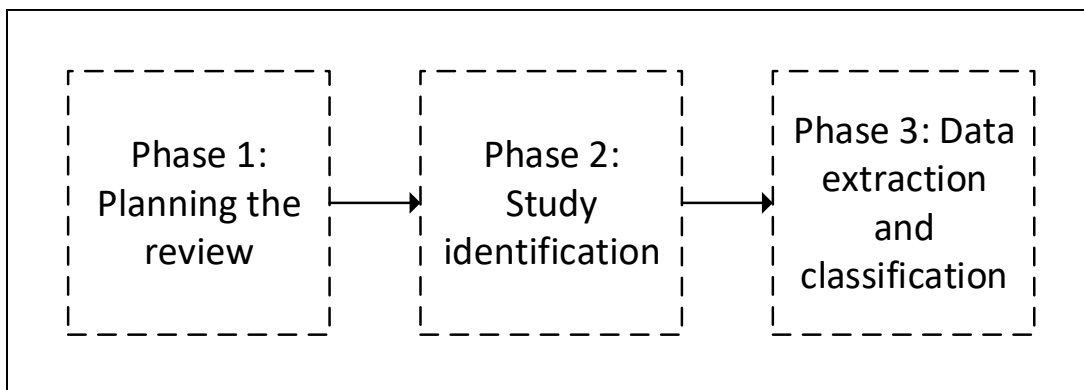 Phase 1:
Planning the
review
Phase 2:
Study
identification
Phase 3: Data
extraction
and
classification